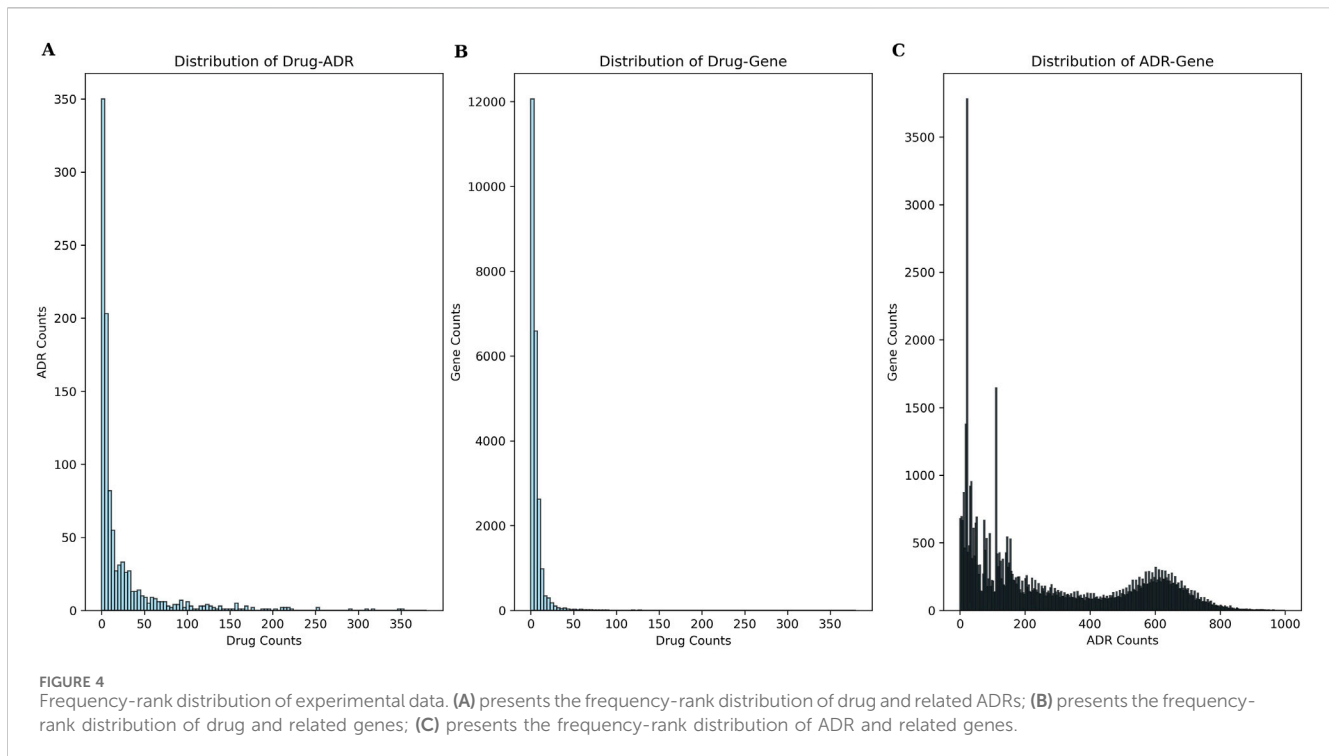 A
Distribution of Drug-ADR
350
300
250
200
150
100
50
0
ADR Counts
0 50 100 150 200 250 300 350
Drug Counts
B
Distribution of Drug-Gene
12000
10000
8000
6000
4000
2000
0
Gene Counts
0 50 100 150 200 250 300 350
Drug Counts
C
Distribution of ADR-Gene
3500
3000
2500
2000
1500
1000
500
0
Gene Counts
0 200 400 600 800 1000
ADR Counts
FIGURE 4
Frequency-rank distribution of experimental data. (A) presents the frequency-rank distribution of drug and related ADRs; (B) presents the frequency-
rank distribution of drug and related genes; (C) presents the frequency-rank distribution of ADR and related genes.